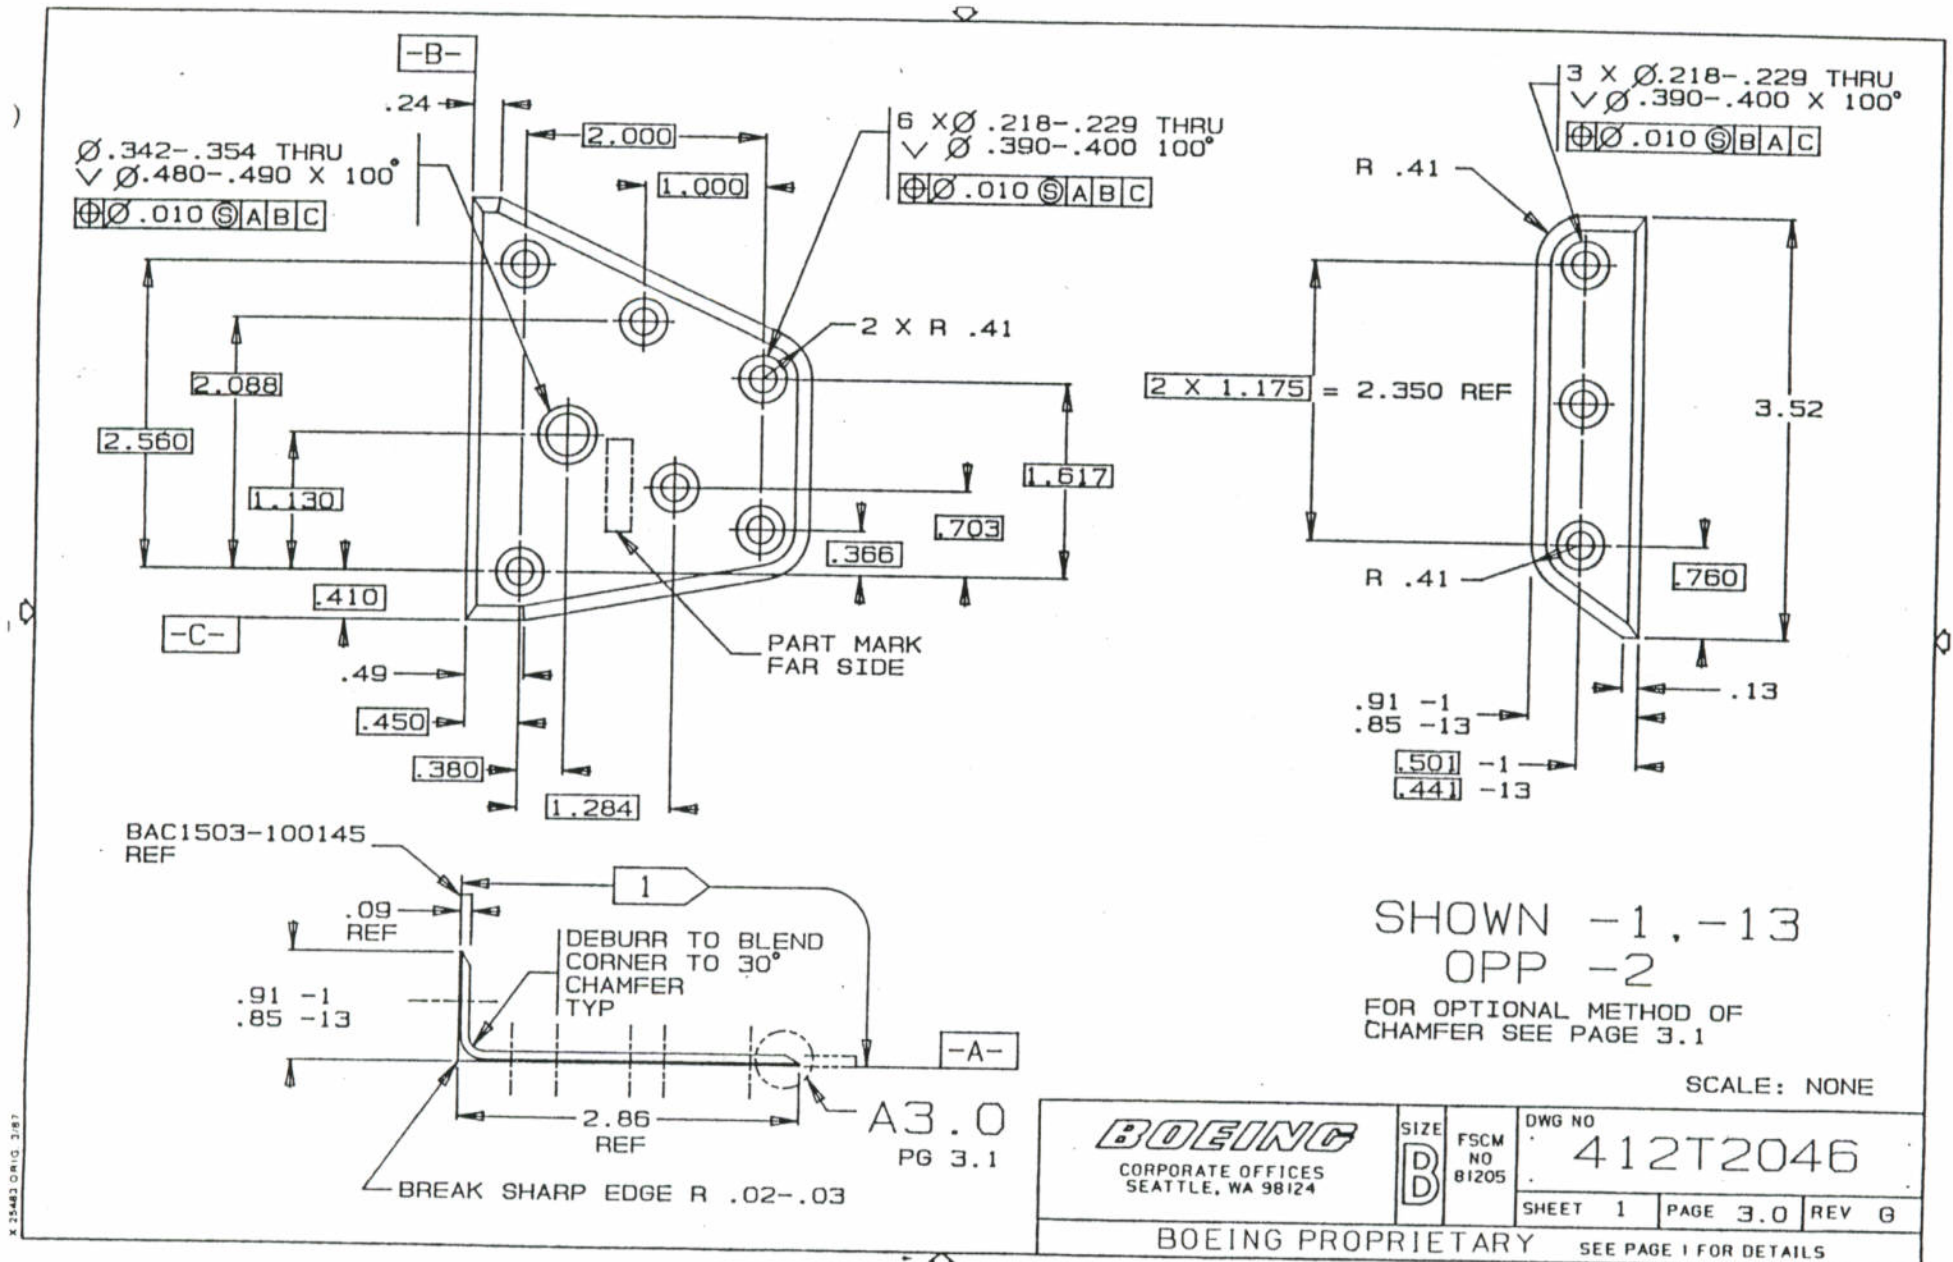 -B-
.24
2.000
1.000
Ø.342-.354 THRU
Ø.480-.490 X 100°
Ø.010 Ⓢ A B C
6 XØ .218-.229 THRU
Ø .390-.400 100°
Ø.010 Ⓢ A B C
2 X R .41
2.560
2.088
1.130
.410
-C-
.49
.450
.380
1.284
1.617
.703
.366
PART MARK
FAR SIDE
3 X Ø.218-.229 THRU
Ø.390-.400 X 100°
Ø.010 Ⓢ B A C
R .41
2 X 1.175 = 2.350 REF
3.52
R .41
.760
.13
.91 -1
.85 -13
.501 -1
.441 -13
BAC1503-100145
REF
1
.09
REF
DEBURR TO BLEND
CORNER TO 30°
CHAMFER
TYP
.91 -1
.85 -13
-A-
2.86
REF
A3.0
PG 3.1
BREAK SHARP EDGE R .02-.03
SHOWN -1,-13
OPP -2
FOR OPTIONAL METHOD OF
CHAMFER SEE PAGE 3.1
SCALE: NONE
BOEING
CORPORATE OFFICES
SEATTLE, WA 98124
SIZE
B
FSCM
NO
81205
DWG NO
412T2046
SHEET 1
PAGE 3.0
REV G
BOEING PROPRIETARY SEE PAGE 1 FOR DETAILS
X 25483 ORIG. 3/87